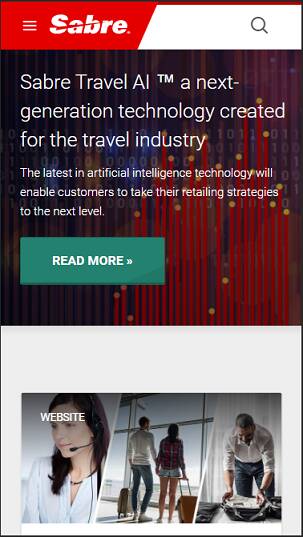 Sabre
Sabre Travel AI ™ a next-
generation technology created
for the travel industry
The latest in artificial intelligence technology will
enable customers to take their retailing strategies
to the next level.
READ MORE »
WEBSITE